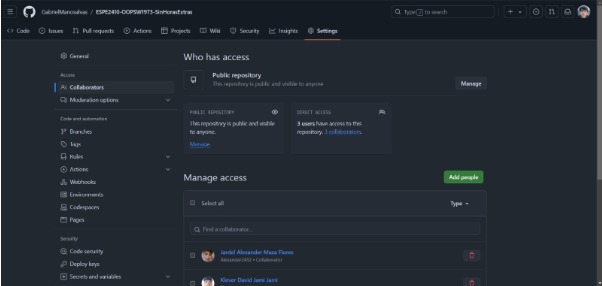 GabrielManosalvas / ESPE2410-OOPSW1973-SinHorasExtras
Type / to search
Code
Issues
Pull requests
Actions
Projects
Wiki
Security
Insights
Settings
General
Access
Collaborators
Moderation options
Code and automation
Branches
Tags
Rules
Actions
Webhooks
Environments
Codespaces
Pages
Security
Code security
Deploy keys
Secrets and variables
Who has access
Public repository
This repository is public and visible to anyone
Manage
PUBLIC REPOSITORY
This repository is public and visible
to anyone.
Manage
DIRECT ACCESS
3 users have access to this
repository. 3 collaborators.
Manage access
Add people
Select all
Type
Find a collaborator...
Jardel Alexander Maza Flores
• Collaborator
Klever David Jami Jami